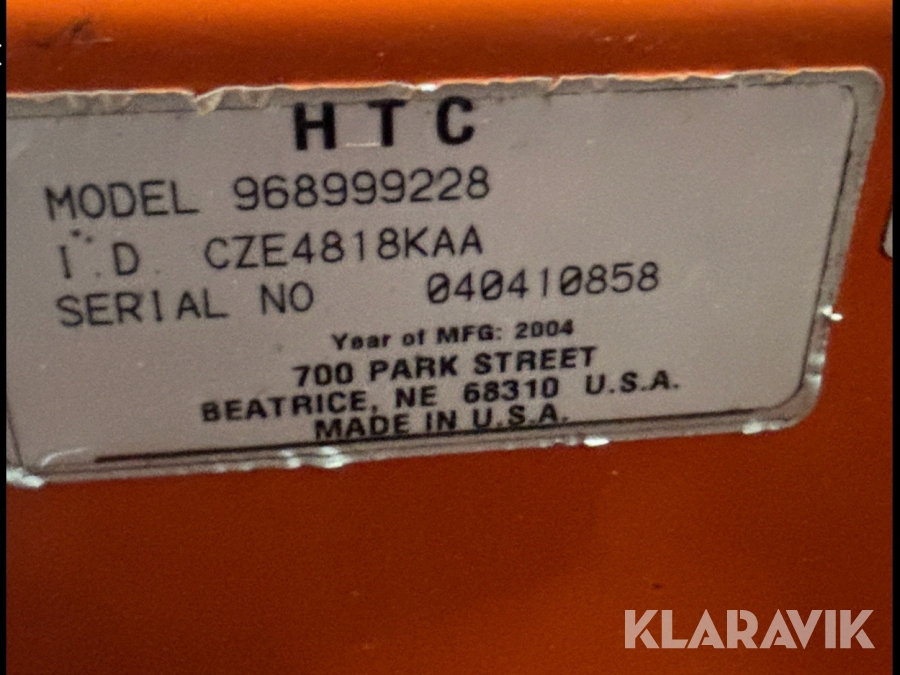 HTC
MODEL 968999228
I.D. CZE4818KAA
SERIAL NO 040410858
Year of MFG: 2004
700 PARK STREET
BEATRICE, NE 68310 U.S.A.
MADE IN U.S.A.
KLARAVIK